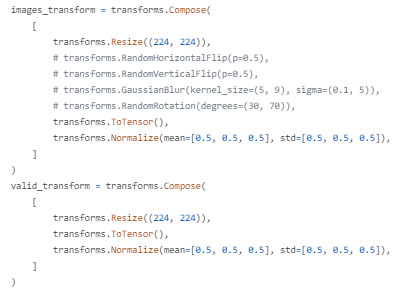 images_transform = transforms.Compose(
    [
        transforms.Resize((224, 224)),
        # transforms.RandomHorizontalFlip(p=0.5),
        # transforms.RandomVerticalFlip(p=0.5),
        # transforms.GaussianBlur(kernel_size=(5, 9), sigma=(0.1, 5)),
        # transforms.RandomRotation(degrees=(30, 70)),
        transforms.ToTensor(),
        transforms.Normalize(mean=[0.5, 0.5, 0.5], std=[0.5, 0.5, 0.5]),
    ]
)
valid_transform = transforms.Compose(
    [
        transforms.Resize((224, 224)),
        transforms.ToTensor(),
        transforms.Normalize(mean=[0.5, 0.5, 0.5], std=[0.5, 0.5, 0.5]),
    ]
)